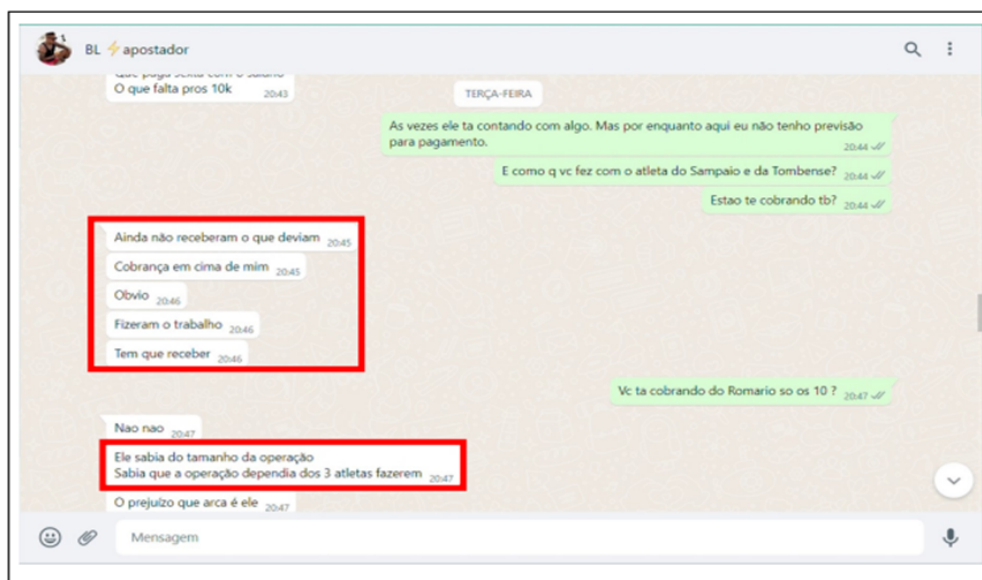 BL ⚡apostador
O que falta pros 10k 20:43
TERÇA-FEIRA
As vezes ele ta contando com algo. Mas por enquanto aqui eu não tenho previsão
para pagamento. 20:44
E como q vc fez com o atleta do Sampaio e da Tombense? 20:44
Estao te cobrando tb? 20:44
Ainda não receberam o que deviam 20:45
Cobrança em cima de mim 20:45
Obvio 20:46
Fizeram o trabalho 20:46
Tem que receber 20:46
Vc ta cobrando do Romario so os 10 ? 20:47
Nao nao 20:47
Ele sabia do tamanho da operação
Sabia que a operação dependia dos 3 atletas fazerem 20:47
O prejuízo que arca é ele 20:47
Mensagem